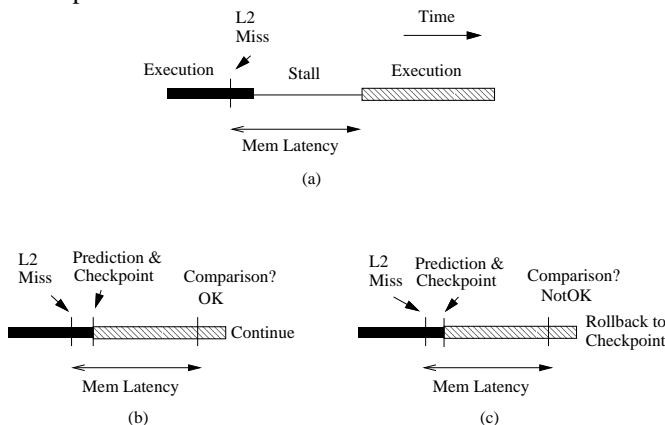 L2
Miss
Time
Execution
Stall
Execution
Mem Latency
(a)
L2
Miss
Prediction &
Checkpoint
Comparison?
OK
Continue
Mem Latency
(b)
L2
Miss
Prediction &
Checkpoint
Comparison?
NotOK
Rollback to
Checkpoint
Mem Latency
(c)